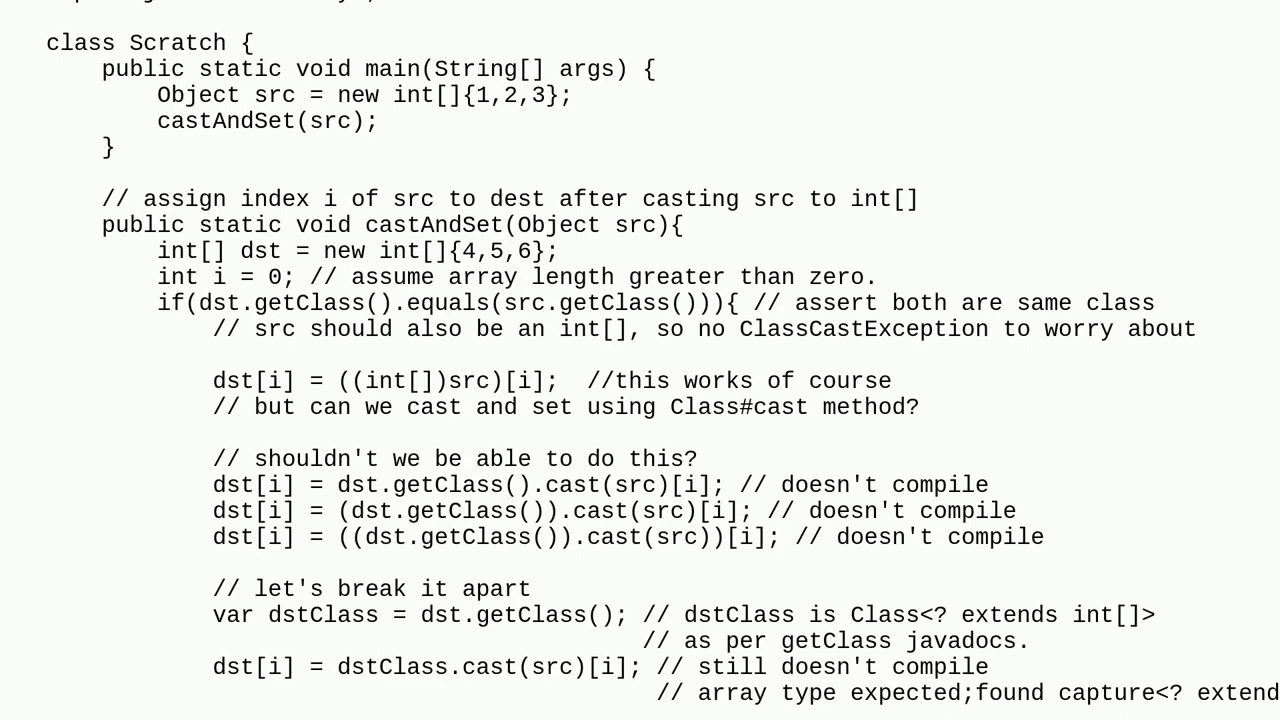 class Scratch {
public static void main(String[] args) {
Object src = new int[]{1,2,3};
castAndSet(src);
}
// assign index i of src to dest after casting src to int[]
public static void castAndSet(Object src){
int[] dst = new int[]{4,5,6};
int i = 0; // assume array length greater than zero.
if(dst.getClass().equals(src.getClass())){ // assert both are same class
// src should also be an int[], so no ClassCastException to worry about
dst[i] = ((int[])src)[i];  //this works of course
// but can we cast and set using Class#cast method?
// shouldn't we be able to do this?
dst[i] = dst.getClass().cast(src)[i]; // doesn't compile
dst[i] = (dst.getClass()).cast(src)[i]; // doesn't compile
dst[i] = ((dst.getClass()).cast(src))[i]; // doesn't compile
// let's break it apart
var dstClass = dst.getClass(); // dstClass is Class<? extends int[]>
// as per getClass javadocs.
dst[i] = dstClass.cast(src)[i]; // still doesn't compile
// array type expected;found capture<? extend